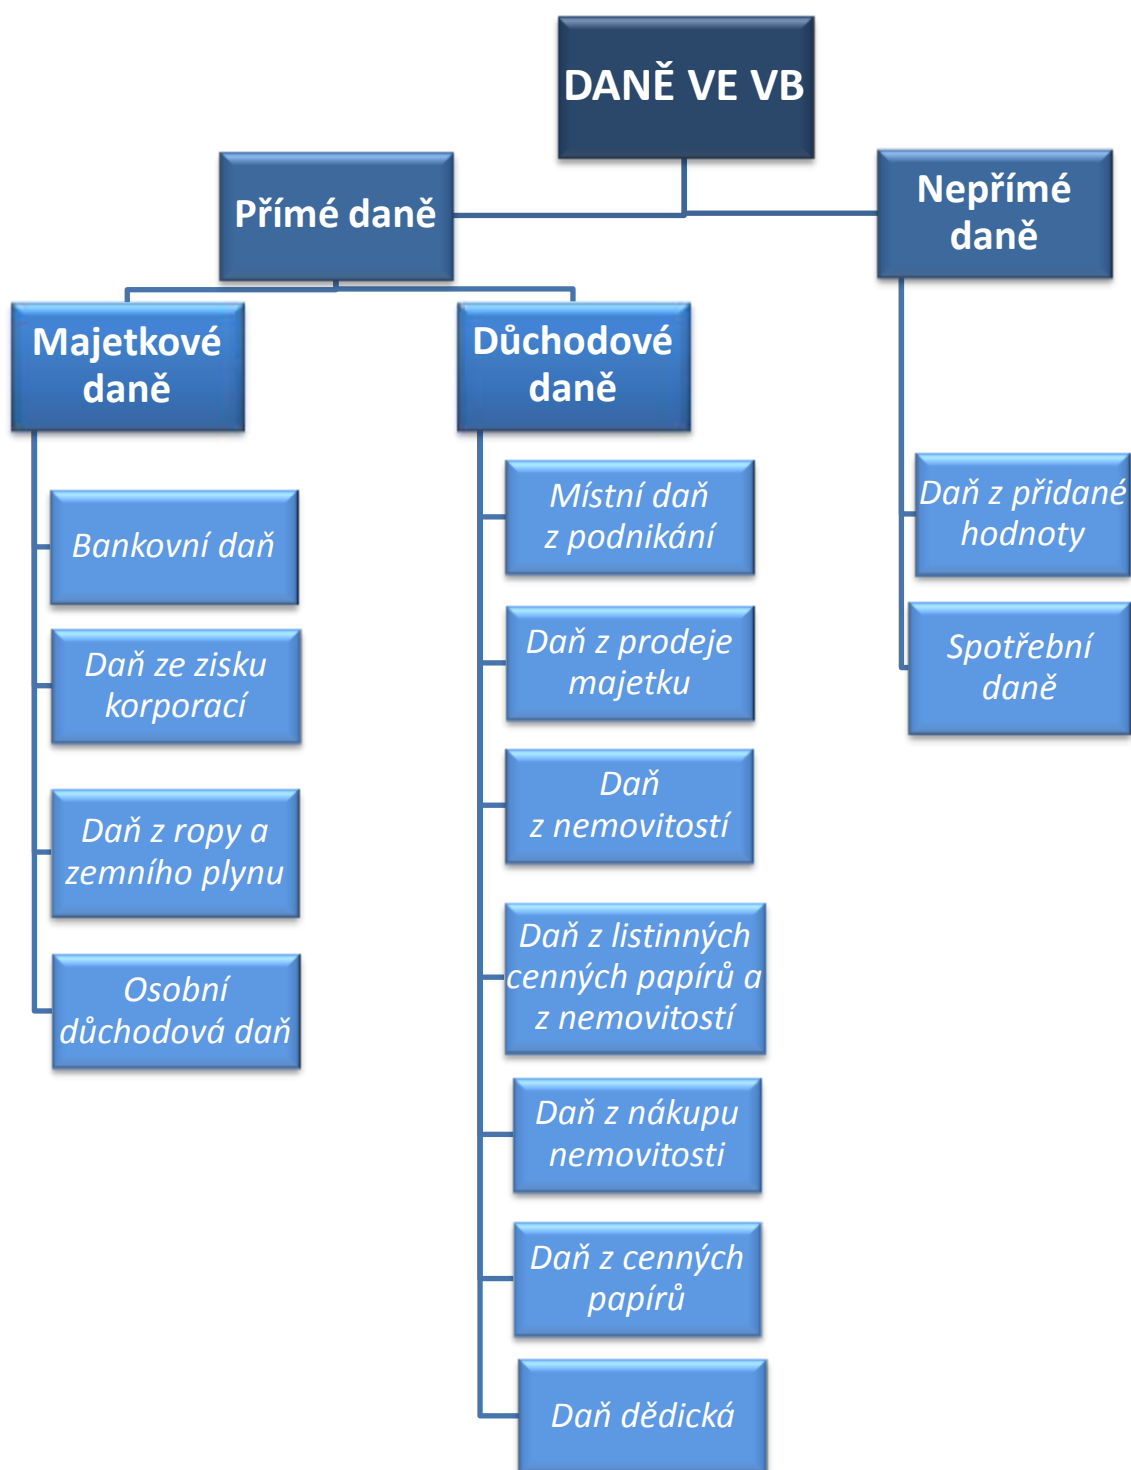 DANĚ VE VB
Přímé daně
Nepřímé
daně
Majetkové
daně
Důchodové
daně
Bankovní daň
Daň ze zisku
korporací
Daň z ropy a
zemního plynu
Osobní
důchodová daň
Místní daň
z podnikání
Daň z prodeje
majetku
Daň
z nemovitostí
Daň z listinných
cenných papírů a
z nemovitostí
Daň z nákupu
nemovitosti
Daň z cenných
papírů
Daň dědická
Daň z přidané
hodnoty
Spotřební
daně